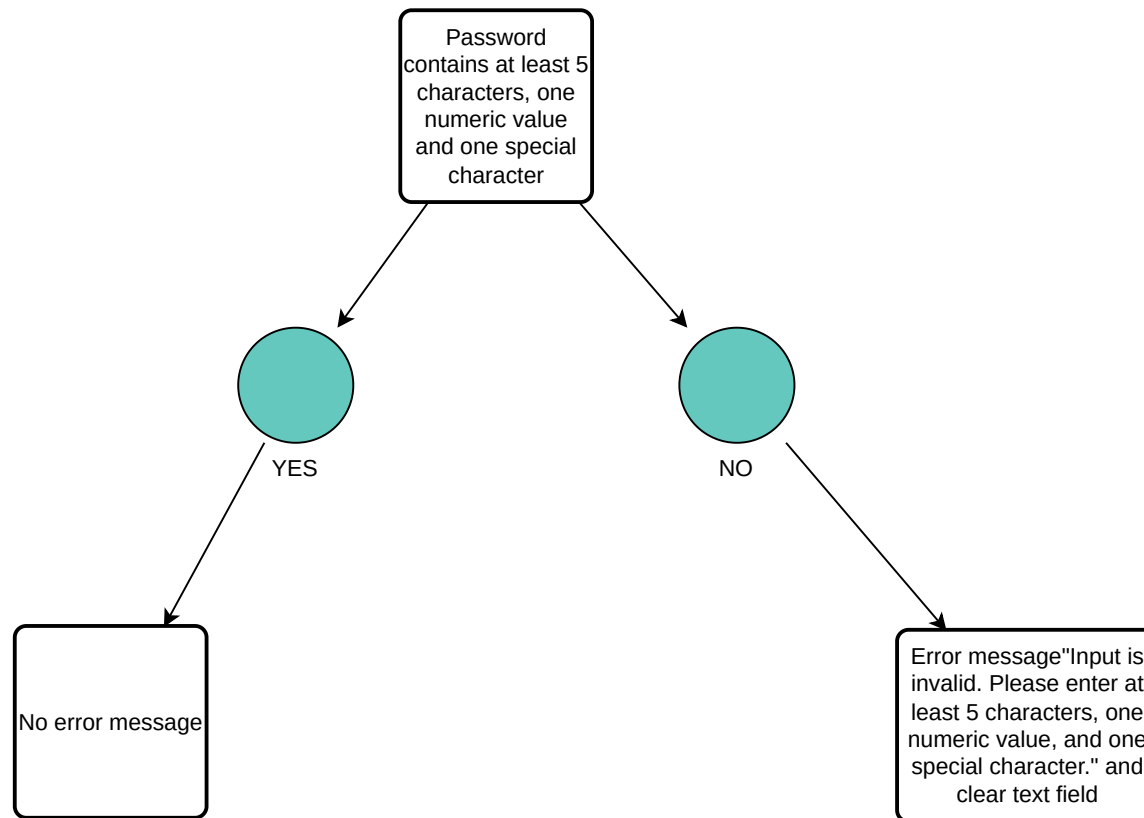 Password
contains at least 5
characters, one
numeric value
and one special
character
YES
NO
No error message
Error message"Input is
invalid. Please enter at
least 5 characters, one
numeric value, and one
special character." and
clear text field